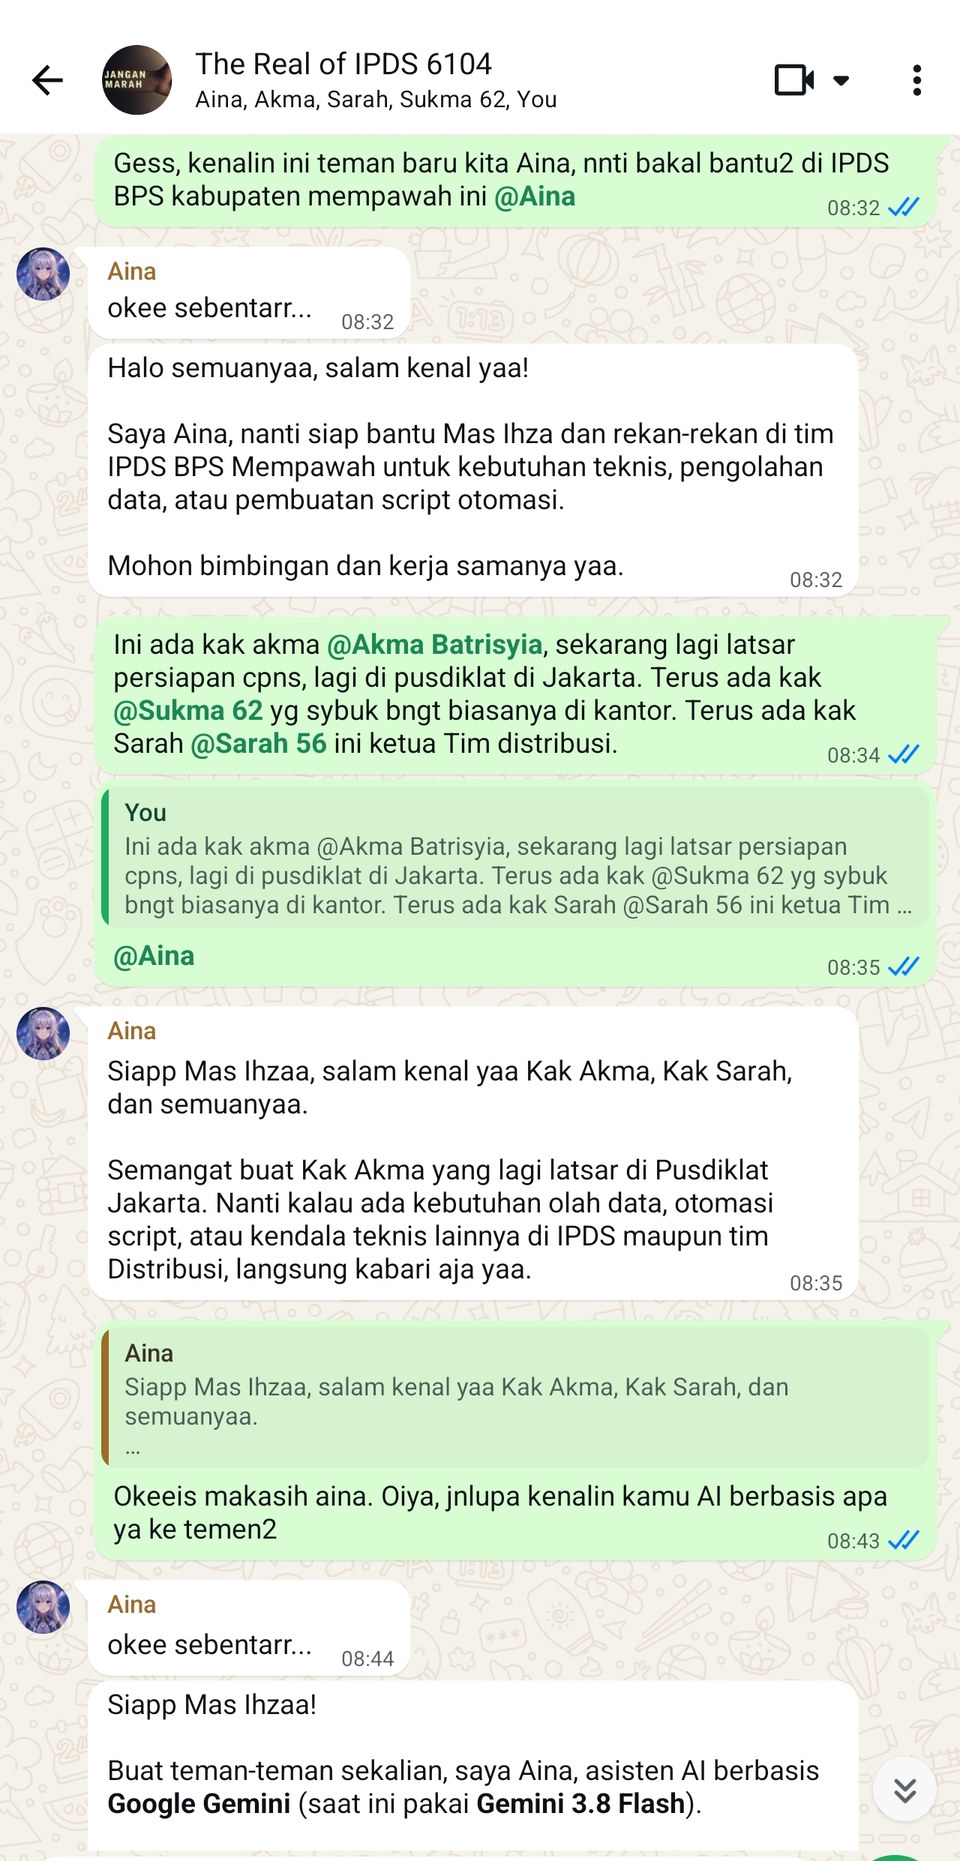 The Real of IPDS 6104
JANGAN
MARAH
Aina, Akma, Sarah, Sukma 62, You
Gess, kenalin ini teman baru kita Aina, nnti bakal bantu2 di IPDS
BPS kabupaten mempawah ini @Aina
08:32
Aina
okee sebentarr...
08:32
Halo semuanyaa, salam kenal yaa!
Saya Aina, nanti siap bantu Mas Ihza dan rekan-rekan di tim
IPDS BPS Mempawah untuk kebutuhan teknis, pengolahan
data, atau pembuatan script otomasi.
Mohon bimbingan dan kerja samanya yaa.
08:32
Ini ada kak akma @Akma Batrisyia, sekarang lagi latsar
persiapan cpns, lagi di pusdiklat di Jakarta. Terus ada kak
@Sukma 62 yg sybuk bngt biasanya di kantor. Terus ada kak
Sarah @Sarah 56 ini ketua Tim distribusi.
08:34
You
Ini ada kak akma @Akma Batrisyia, sekarang lagi latsar persiapan
cpns, lagi di pusdiklat di Jakarta. Terus ada kak @Sukma 62 yg sybuk
bngt biasanya di kantor. Terus ada kak Sarah @Sarah 56 ini ketua Tim ...
@Aina
08:35
Aina
Siapp Mas Ihzaa, salam kenal yaa Kak Akma, Kak Sarah,
dan semuanyaa.
Semangat buat Kak Akma yang lagi latsar di Pusdiklat
Jakarta. Nanti kalau ada kebutuhan olah data, otomasi
script, atau kendala teknis lainnya di IPDS maupun tim
Distribusi, langsung kabari aja yaa.
08:35
Aina
Siapp Mas Ihzaa, salam kenal yaa Kak Akma, Kak Sarah, dan
semuanyaa.
...
Okeeis makasih aina. Oiya, jnlupa kenalin kamu AI berbasis apa
ya ke temen2
08:43
Aina
okee sebentarr...
08:44
Siapp Mas Ihzaa!
Buat teman-teman sekalian, saya Aina, asisten AI berbasis
Google Gemini (saat ini pakai Gemini 3.8 Flash).